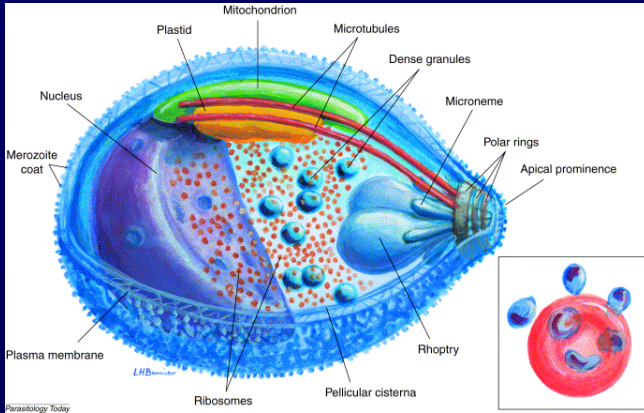 Mitochondrion
Plastid
Microtubules
Dense granules
Nucleus
Microneme
Polar rings
Merozoite
coat
Apical prominence
Plasma membrane
Rhoptry
LHBannister
Ribosomes
Pellicular cisterna
Parasitology Today